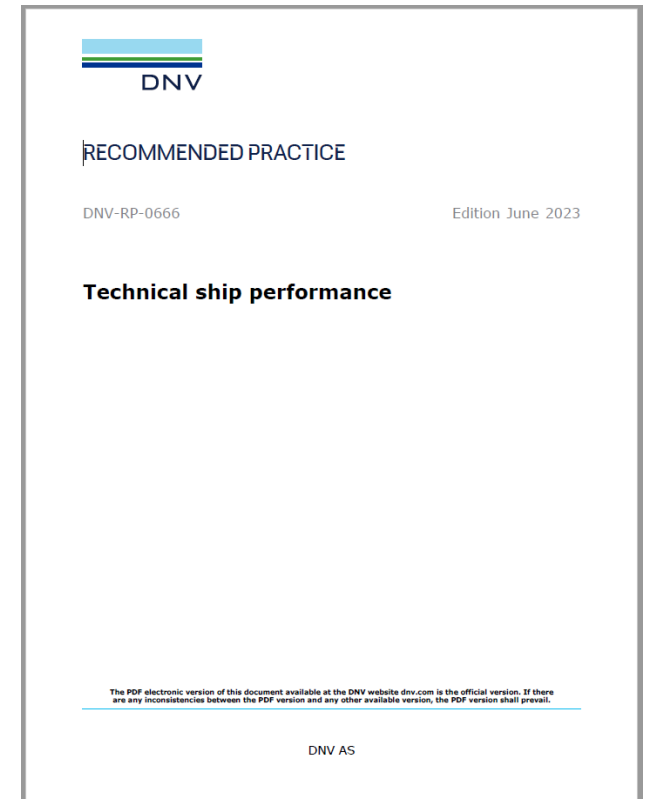 DNV
RECOMMENDED PRACTICE
DNV-RP-0666 Edition June 2023
Technical ship performance
The PDF electronic version of this document available at the DNV website dnv.com is the official version. If there
are any inconsistencies between the PDF version and any other available version, the PDF version shall prevail.
DNV AS